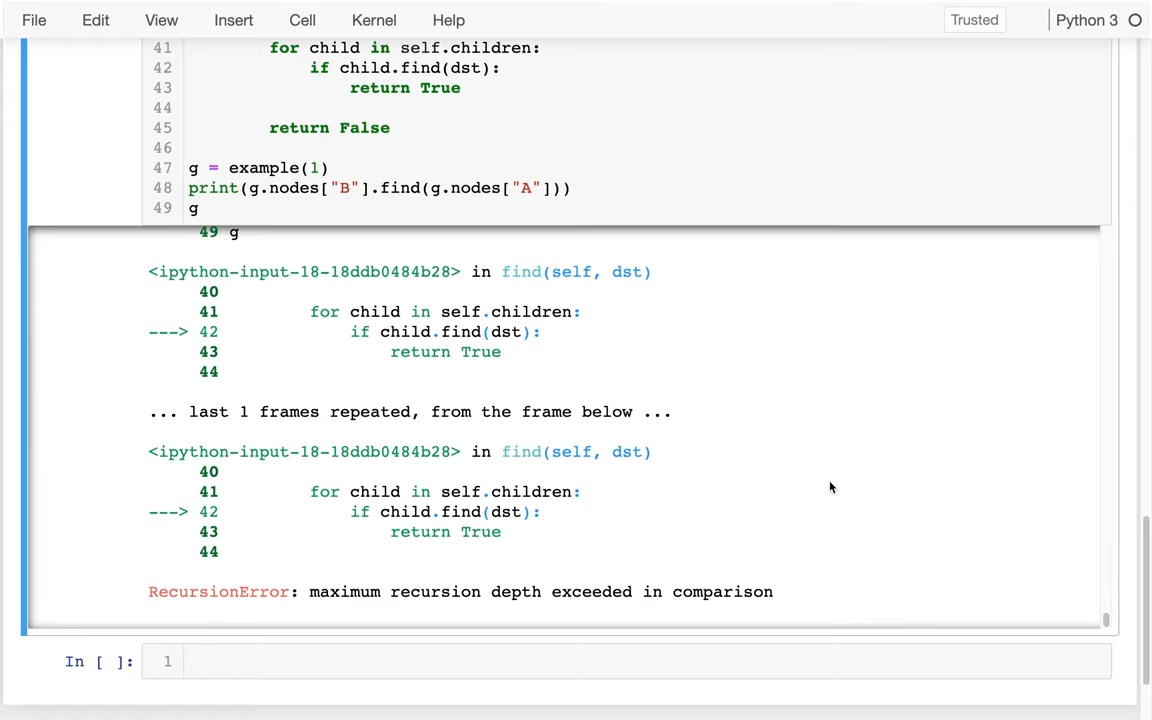 File Edit View Insert Cell Kernel Help Trusted Python 3
41 for child in self.children:
42 if child.find(dst):
43 return True
44
45 return False
46
47 g = example(1)
48 print(g.nodes["B"].find(g.nodes["A"]))
49 g
49 g
<ipython-input-18-18ddb0484b28> in find(self, dst)
40
41 for child in self.children:
---> 42 if child.find(dst):
43 return True
44
... last 1 frames repeated, from the frame below ...
<ipython-input-18-18ddb0484b28> in find(self, dst)
40
41 for child in self.children:
---> 42 if child.find(dst):
43 return True
44
RecursionError: maximum recursion depth exceeded in comparison
In [ ]: 1